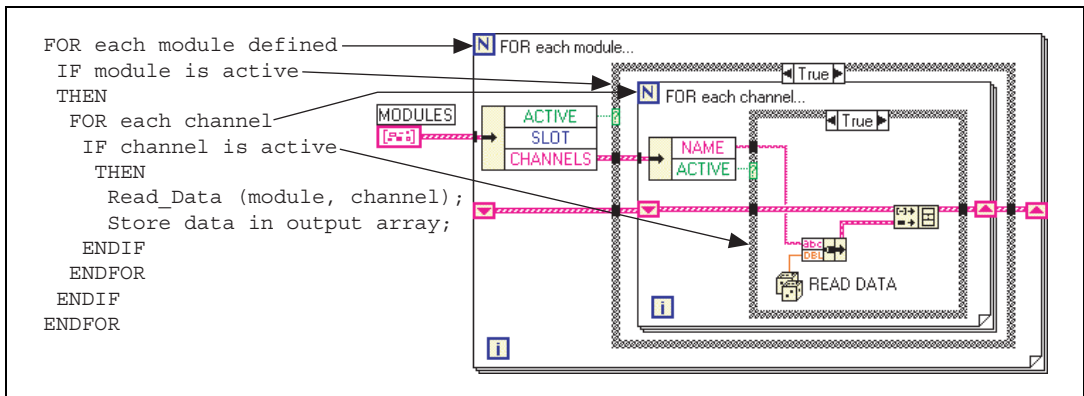 FOR each module defined
IF module is active
THEN
FOR each channel
IF channel is active
THEN
Read_Data (module, channel);
Store data in output array;
ENDIF
ENDFOR
ENDIF
ENDFOR
N FOR each module...
True
N FOR each channel...
True
MODULES
ACTIVE
SLOT
CHANNELS
?
NAME
ACTIVE
?
abc
DBL
READ DATA
i
i